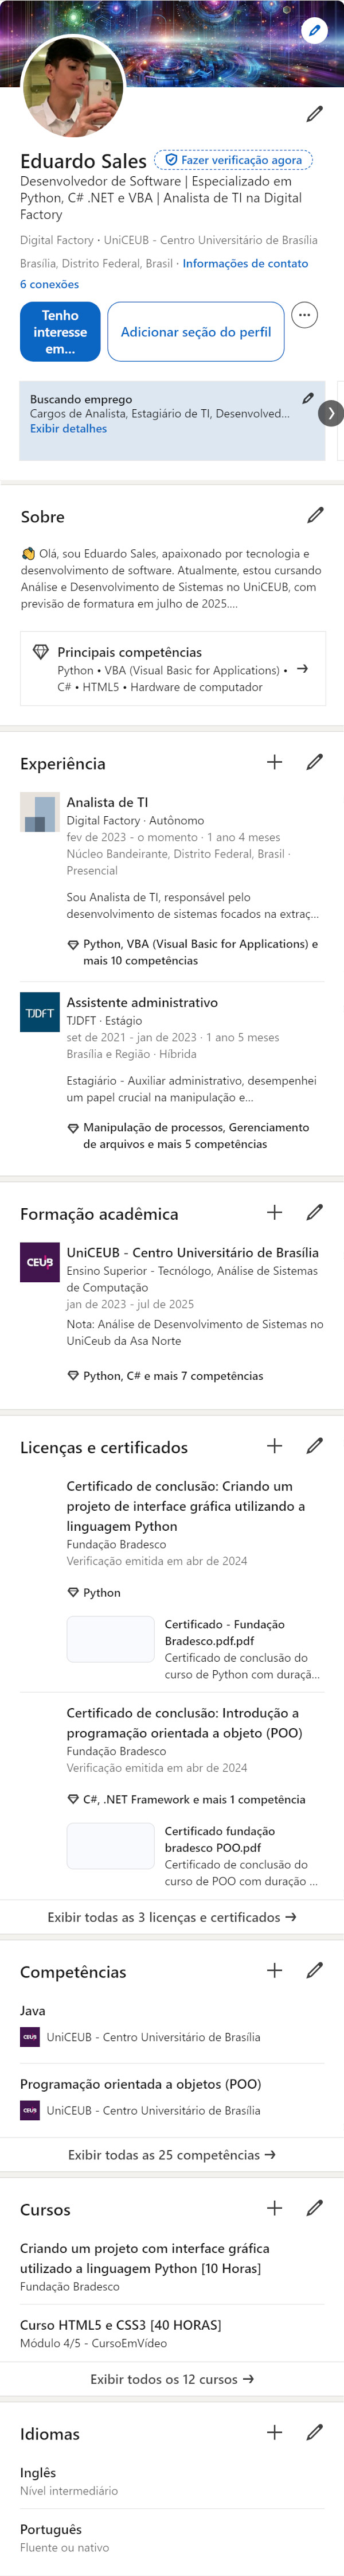 Eduardo Sales
Fazer verificação agora
Desenvolvedor de Software | Especializado em
Python, C# .NET e VBA | Analista de TI na Digital
Factory
Digital Factory · UniCEUB - Centro Universitário de Brasília
Brasília, Distrito Federal, Brasil · Informações de contato
6 conexões
Tenho
interesse
em...
Adicionar seção do perfil
Buscando emprego
Cargos de Analista, Estagiário de TI, Desenvolved...
Exibir detalhes
Sobre
👋 Olá, sou Eduardo Sales, apaixonado por tecnologia e
desenvolvimento de software. Atualmente, estou cursando
Análise e Desenvolvimento de Sistemas no UniCEUB, com
previsão de formatura em julho de 2025....
Principais competências
Python • VBA (Visual Basic for Applications) •
C# • HTML5 • Hardware de computador
Experiência
Analista de TI
Digital Factory · Autônomo
fev de 2023 - o momento · 1 ano 4 meses
Núcleo Bandeirante, Distrito Federal, Brasil ·
Presencial
Sou Analista de TI, responsável pelo
desenvolvimento de sistemas focados na extraç...
Python, VBA (Visual Basic for Applications) e
mais 10 competências
TJDFT
Assistente administrativo
TJDFT · Estágio
set de 2021 - jan de 2023 · 1 ano 5 meses
Brasília e Região · Híbrida
Estagiário - Auxiliar administrativo, desempenhei
um papel crucial na manipulação e...
Manipulação de processos, Gerenciamento
de arquivos e mais 5 competências
Formação acadêmica
CEUB
UniCEUB - Centro Universitário de Brasília
Ensino Superior - Tecnólogo, Análise de Sistemas
de Computação
jan de 2023 - jul de 2025
Nota: Análise de Desenvolvimento de Sistemas no
UniCeub da Asa Norte
Python, C# e mais 7 competências
Licenças e certificados
Certificado de conclusão: Criando um
projeto de interface gráfica utilizando a
linguagem Python
Fundação Bradesco
Verificação emitida em abr de 2024
Python
Certificado - Fundação
Bradesco.pdf.pdf
Certificado de conclusão do
curso de Python com duraçã...
Certificado de conclusão: Introdução a
programação orientada a objeto (POO)
Fundação Bradesco
Verificação emitida em abr de 2024
C#, .NET Framework e mais 1 competência
Certificado fundação
bradesco POO.pdf
Certificado de conclusão do
curso de POO com duração ...
Exibir todas as 3 licenças e certificados →
Competências
Java
CEUB
UniCEUB - Centro Universitário de Brasília
Programação orientada a objetos (POO)
CEUB
UniCEUB - Centro Universitário de Brasília
Exibir todas as 25 competências →
Cursos
Criando um projeto com interface gráfica
utilizado a linguagem Python [10 Horas]
Fundação Bradesco
Curso HTML5 e CSS3 [40 HORAS]
Módulo 4/5 - CursoEmVídeo
Exibir todos os 12 cursos →
Idiomas
Inglês
Nível intermediário
Português
Fluente ou nativo